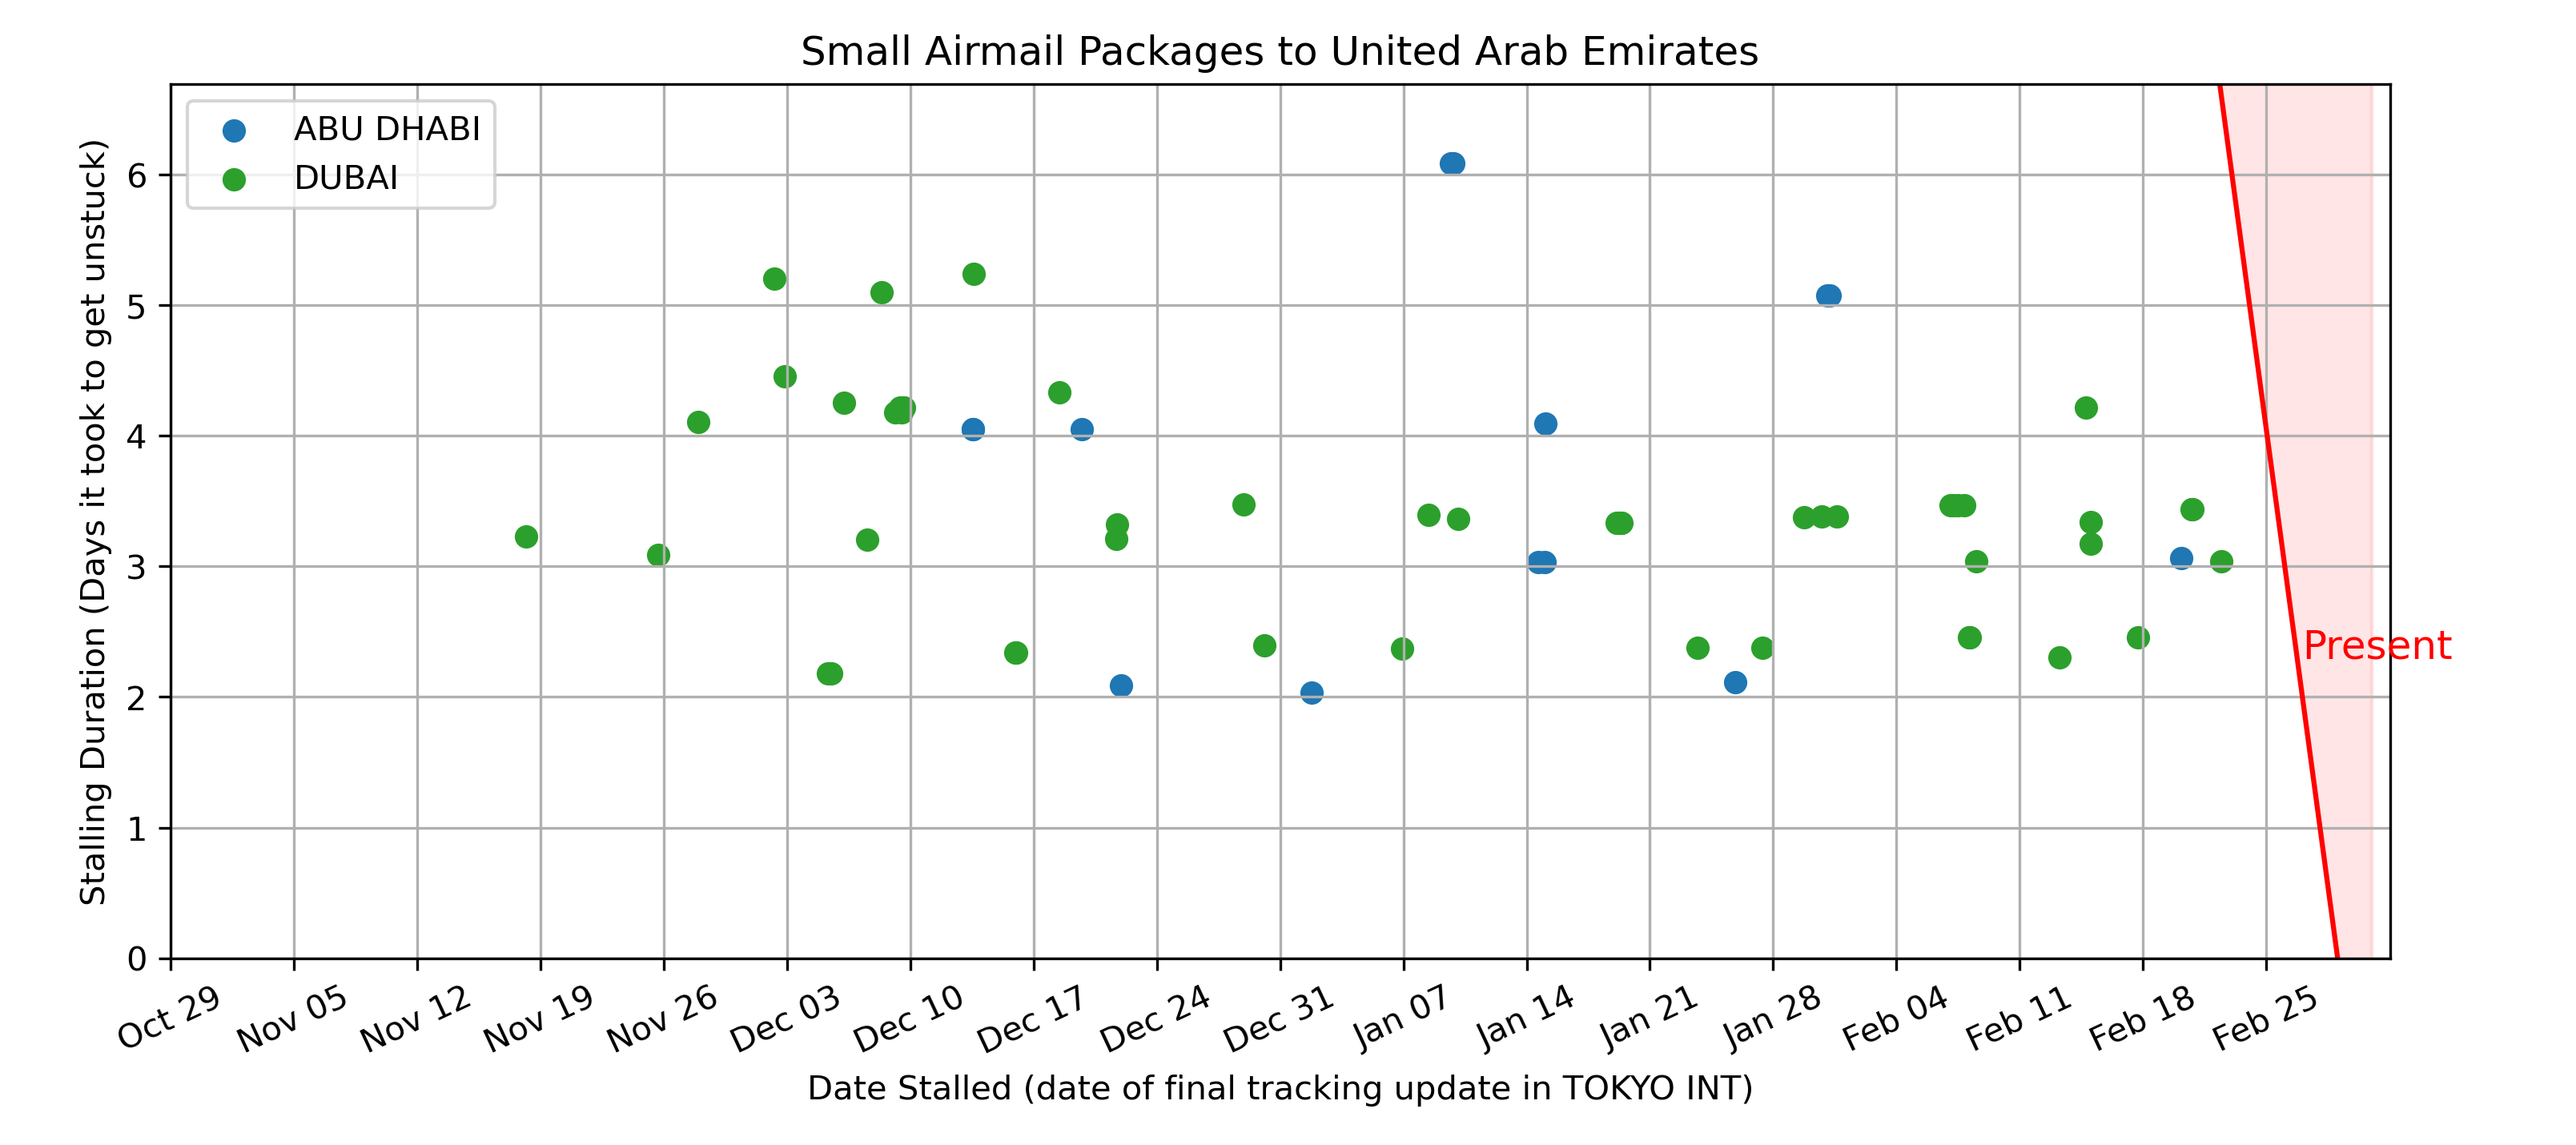 Small Airmail Packages to United Arab Emirates
ABU DHABI
DUBAI
Stalling Duration (Days it took to get unstuck)
6
5
4
3
2
1
0
Present
Oct 29
Nov 05
Nov 12
Nov 19
Nov 26
Dec 03
Dec 10
Dec 17
Dec 24
Dec 31
Jan 07
Jan 14
Jan 21
Jan 28
Feb 04
Feb 11
Feb 18
Feb 25
Date Stalled (date of final tracking update in TOKYO INT)